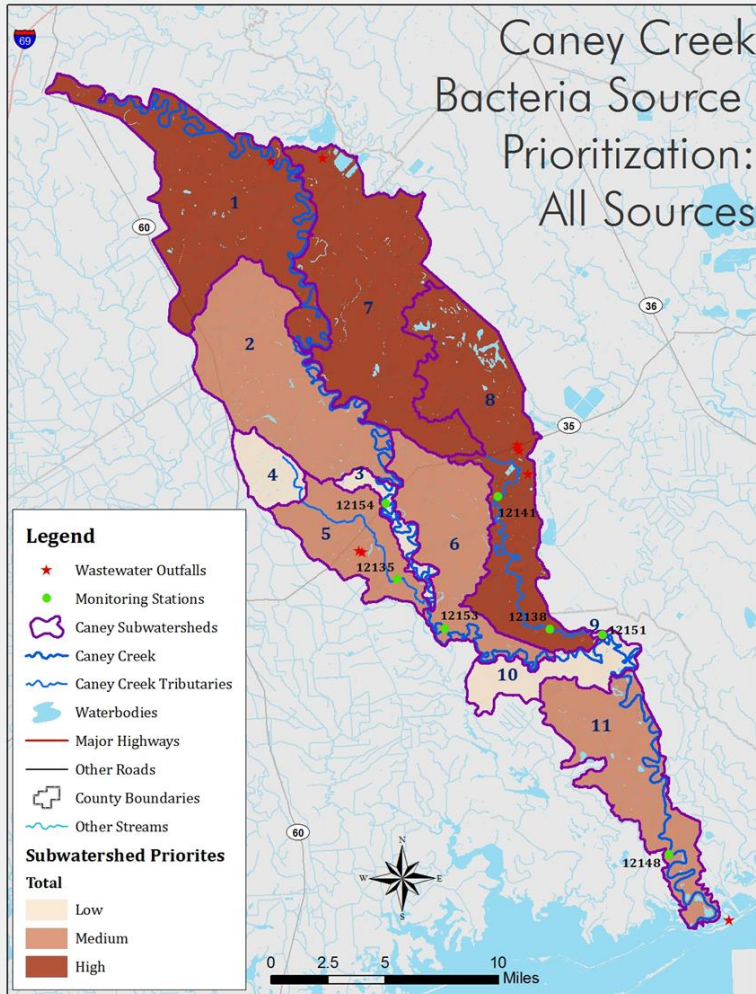 Caney Creek
Bacteria Source
Prioritization:
All Sources
69
60
36
35
60
1
2
3
4
5
6
7
8
9
10
11
12154
12135
12153
12141
12138
12151
12148
Legend
Wastewater Outfalls
Monitoring Stations
Caney Subwatersheds
Caney Creek
Caney Creek Tributaries
Waterbodies
Major Highways
Other Roads
County Boundaries
Other Streams
Subwatershed Priorites
Total
Low
Medium
High
N
W E
S
0 2.5 5 10
Miles